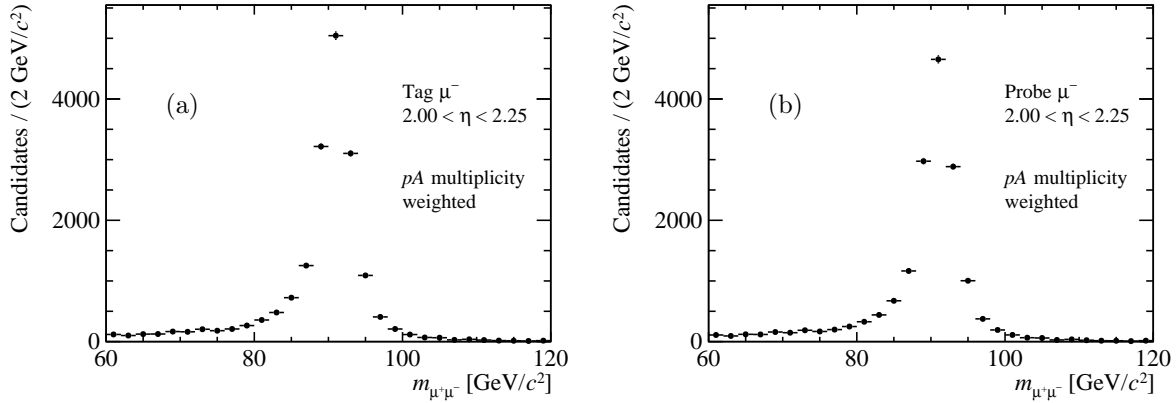 Candidates / (2 GeV/c²)
4000
2000
0
(a)
Tag μ⁻
2.00 < η < 2.25
pA multiplicity
weighted
60 80 100 120
m_μ⁺μ⁻ [GeV/c²]
Candidates / (2 GeV/c²)
4000
2000
0
(b)
Probe μ⁻
2.00 < η < 2.25
pA multiplicity
weighted
60 80 100 120
m_μ⁺μ⁻ [GeV/c²]